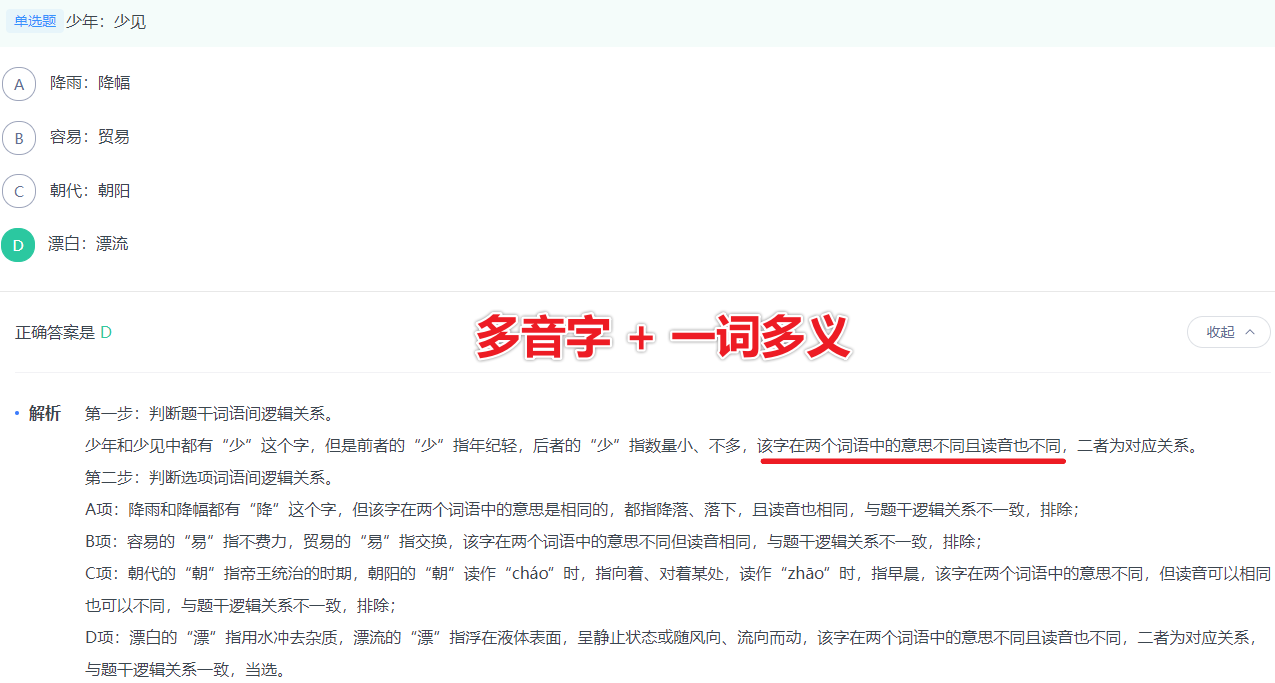 单选题 少年：少见
A 降雨：降幅
B 容易：贸易
C 朝代：朝阳
D 漂白：漂流
正确答案是 D
多音字 + 一词多义
收起
解析 第一步：判断题干词语间逻辑关系。
少年和少见中都有“少”这个字，但是前者的“少”指年纪轻，后者的“少”指数量小、不多，该字在两个词语中的意思不同且读音也不同，二者为对应关系。
第二步：判断选项词语间逻辑关系。
A项：降雨和降幅都有“降”这个字，但该字在两个词语中的意思是相同的，都指降落、落下，且读音也相同，与题干逻辑关系不一致，排除；
B项：容易的“易”指不费力，贸易的“易”指交换，该字在两个词语中的意思不同但读音相同，与题干逻辑关系不一致，排除；
C项：朝代的“朝”指帝王统治的时期，朝阳的“朝”读作“cháo”时，指向着、对着某处，读作“zhāo”时，指早晨，该字在两个词语中的意思不同，但读音可以相同
也可以不同，与题干逻辑关系不一致，排除；
D项：漂白的“漂”指用水冲去杂质，漂流的“漂”指浮在液体表面，呈静止状态或随风向、流向而动，该字在两个词语中的意思不同且读音也不同，二者为对应关系，
与题干逻辑关系一致，当选。